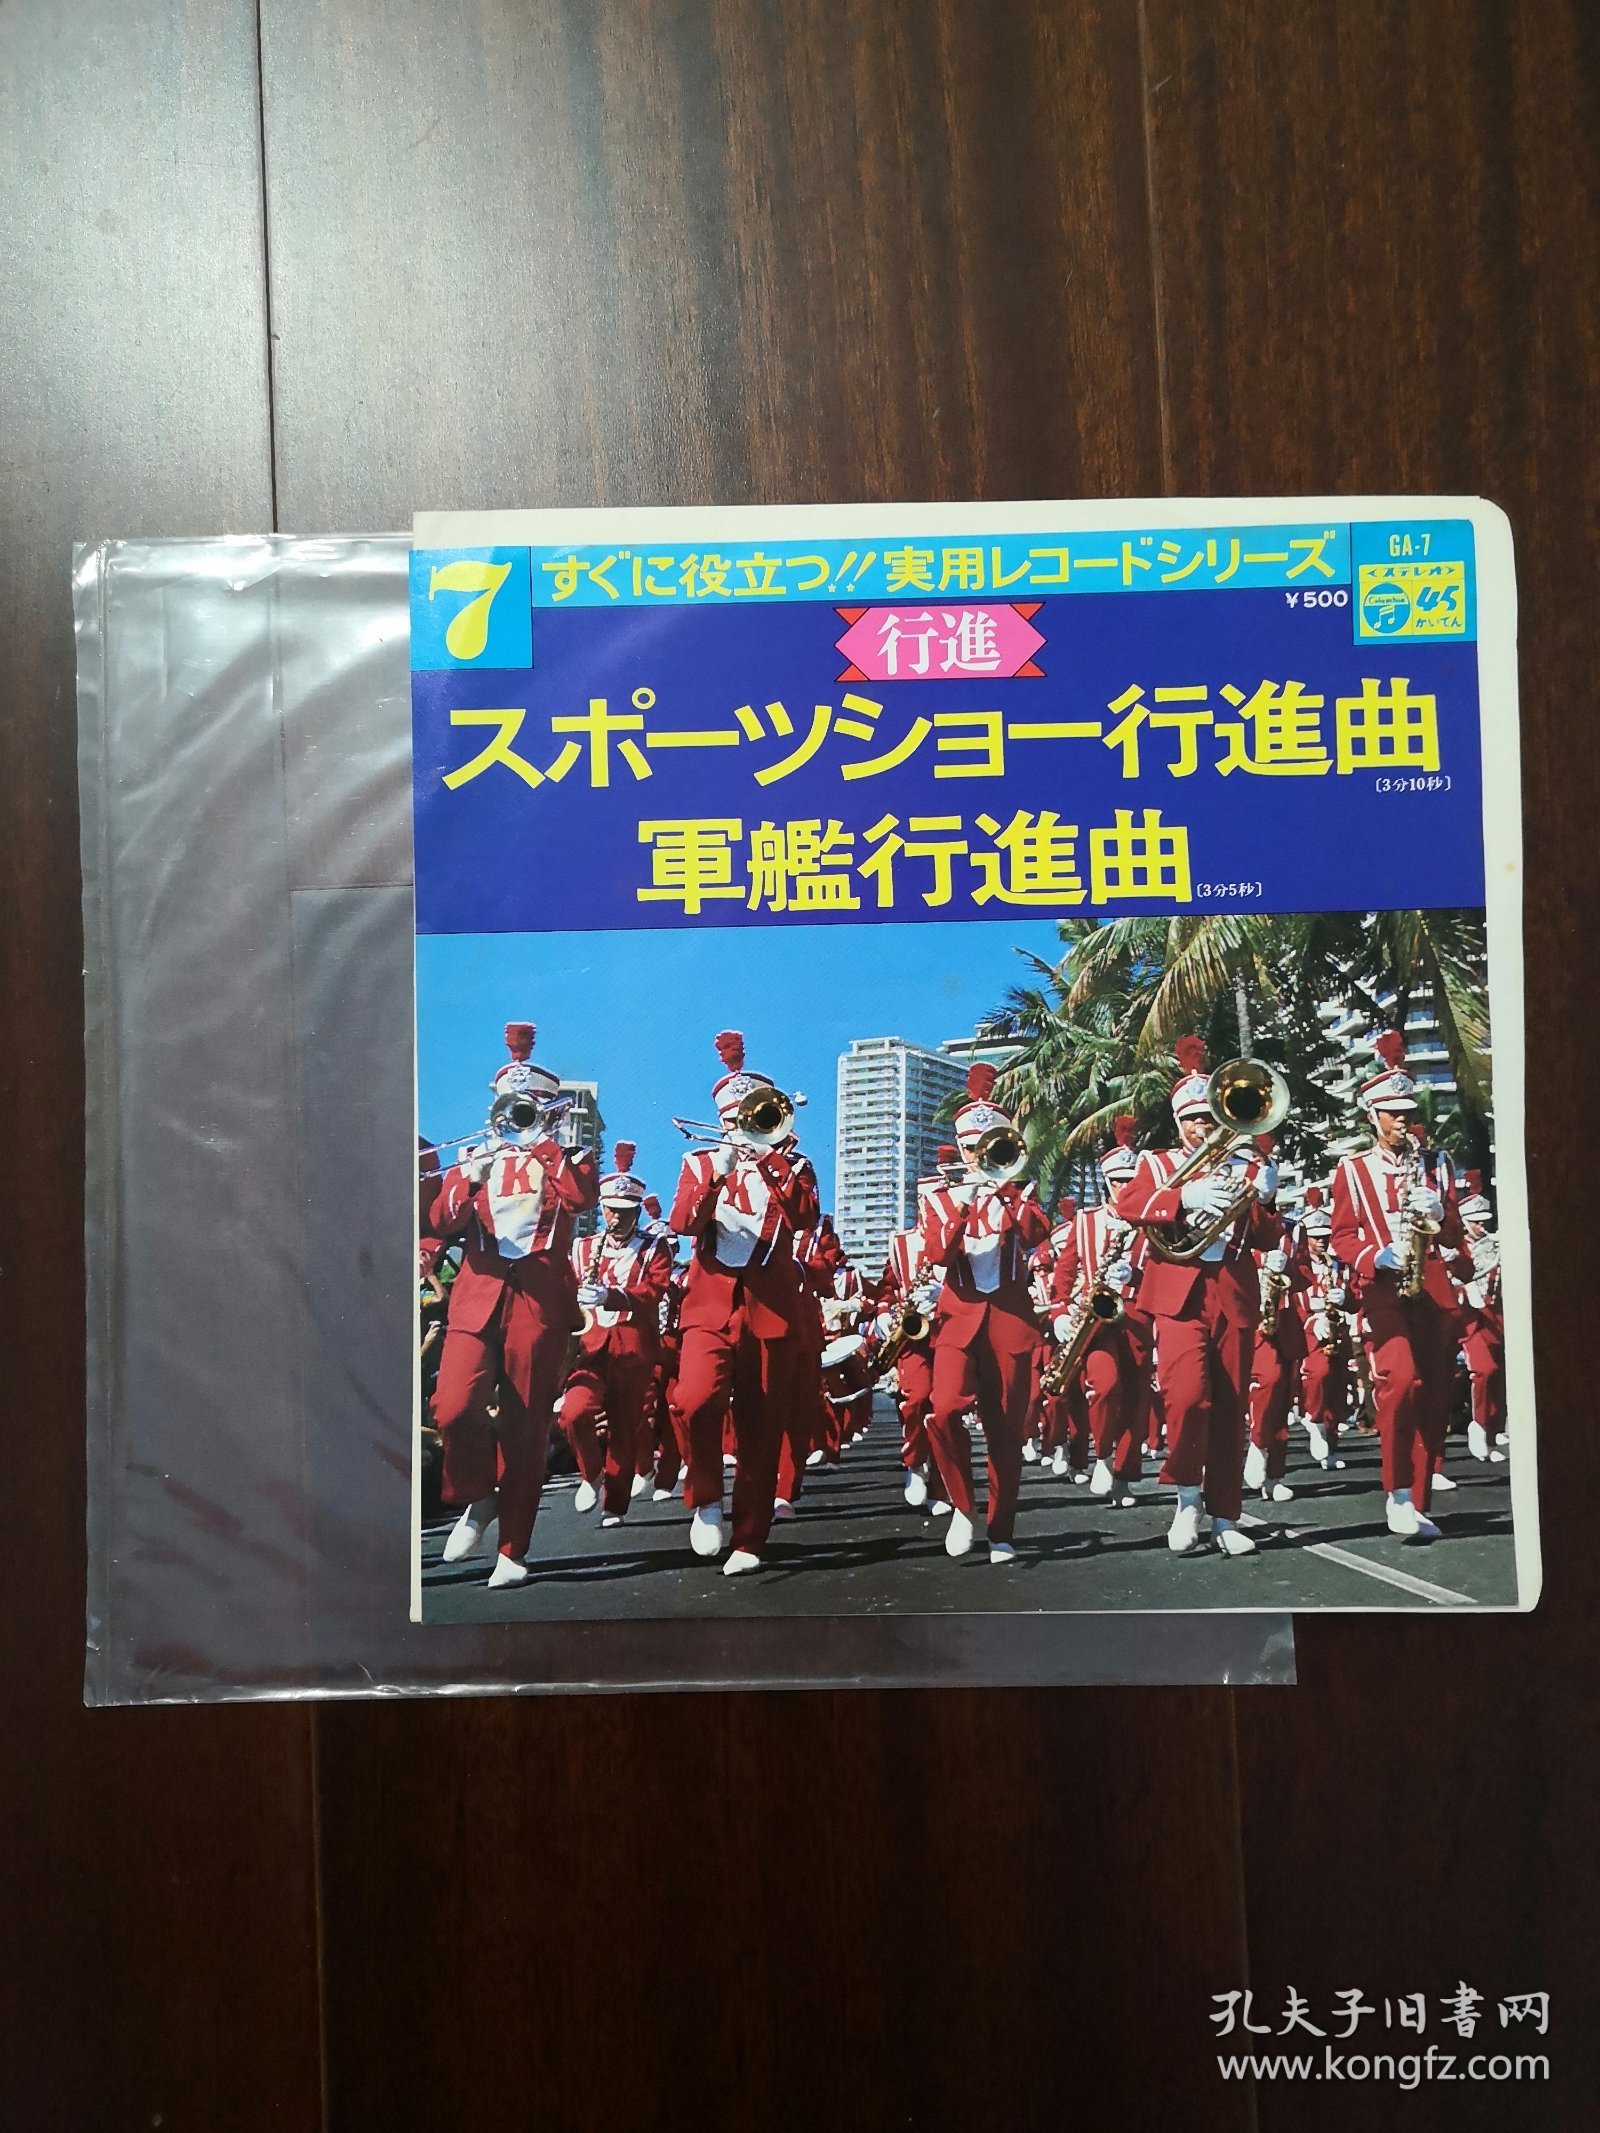 7
すぐに役立つ!!実用レコードシリーズ
GA-7
<ステレオ>
Columbia
45
かいてん
¥500
行進
スポーツショー行進曲
〔3分10秒〕
軍艦行進曲
〔3分5秒〕
K
K
K
孔夫子旧書网
www.kongfz.com